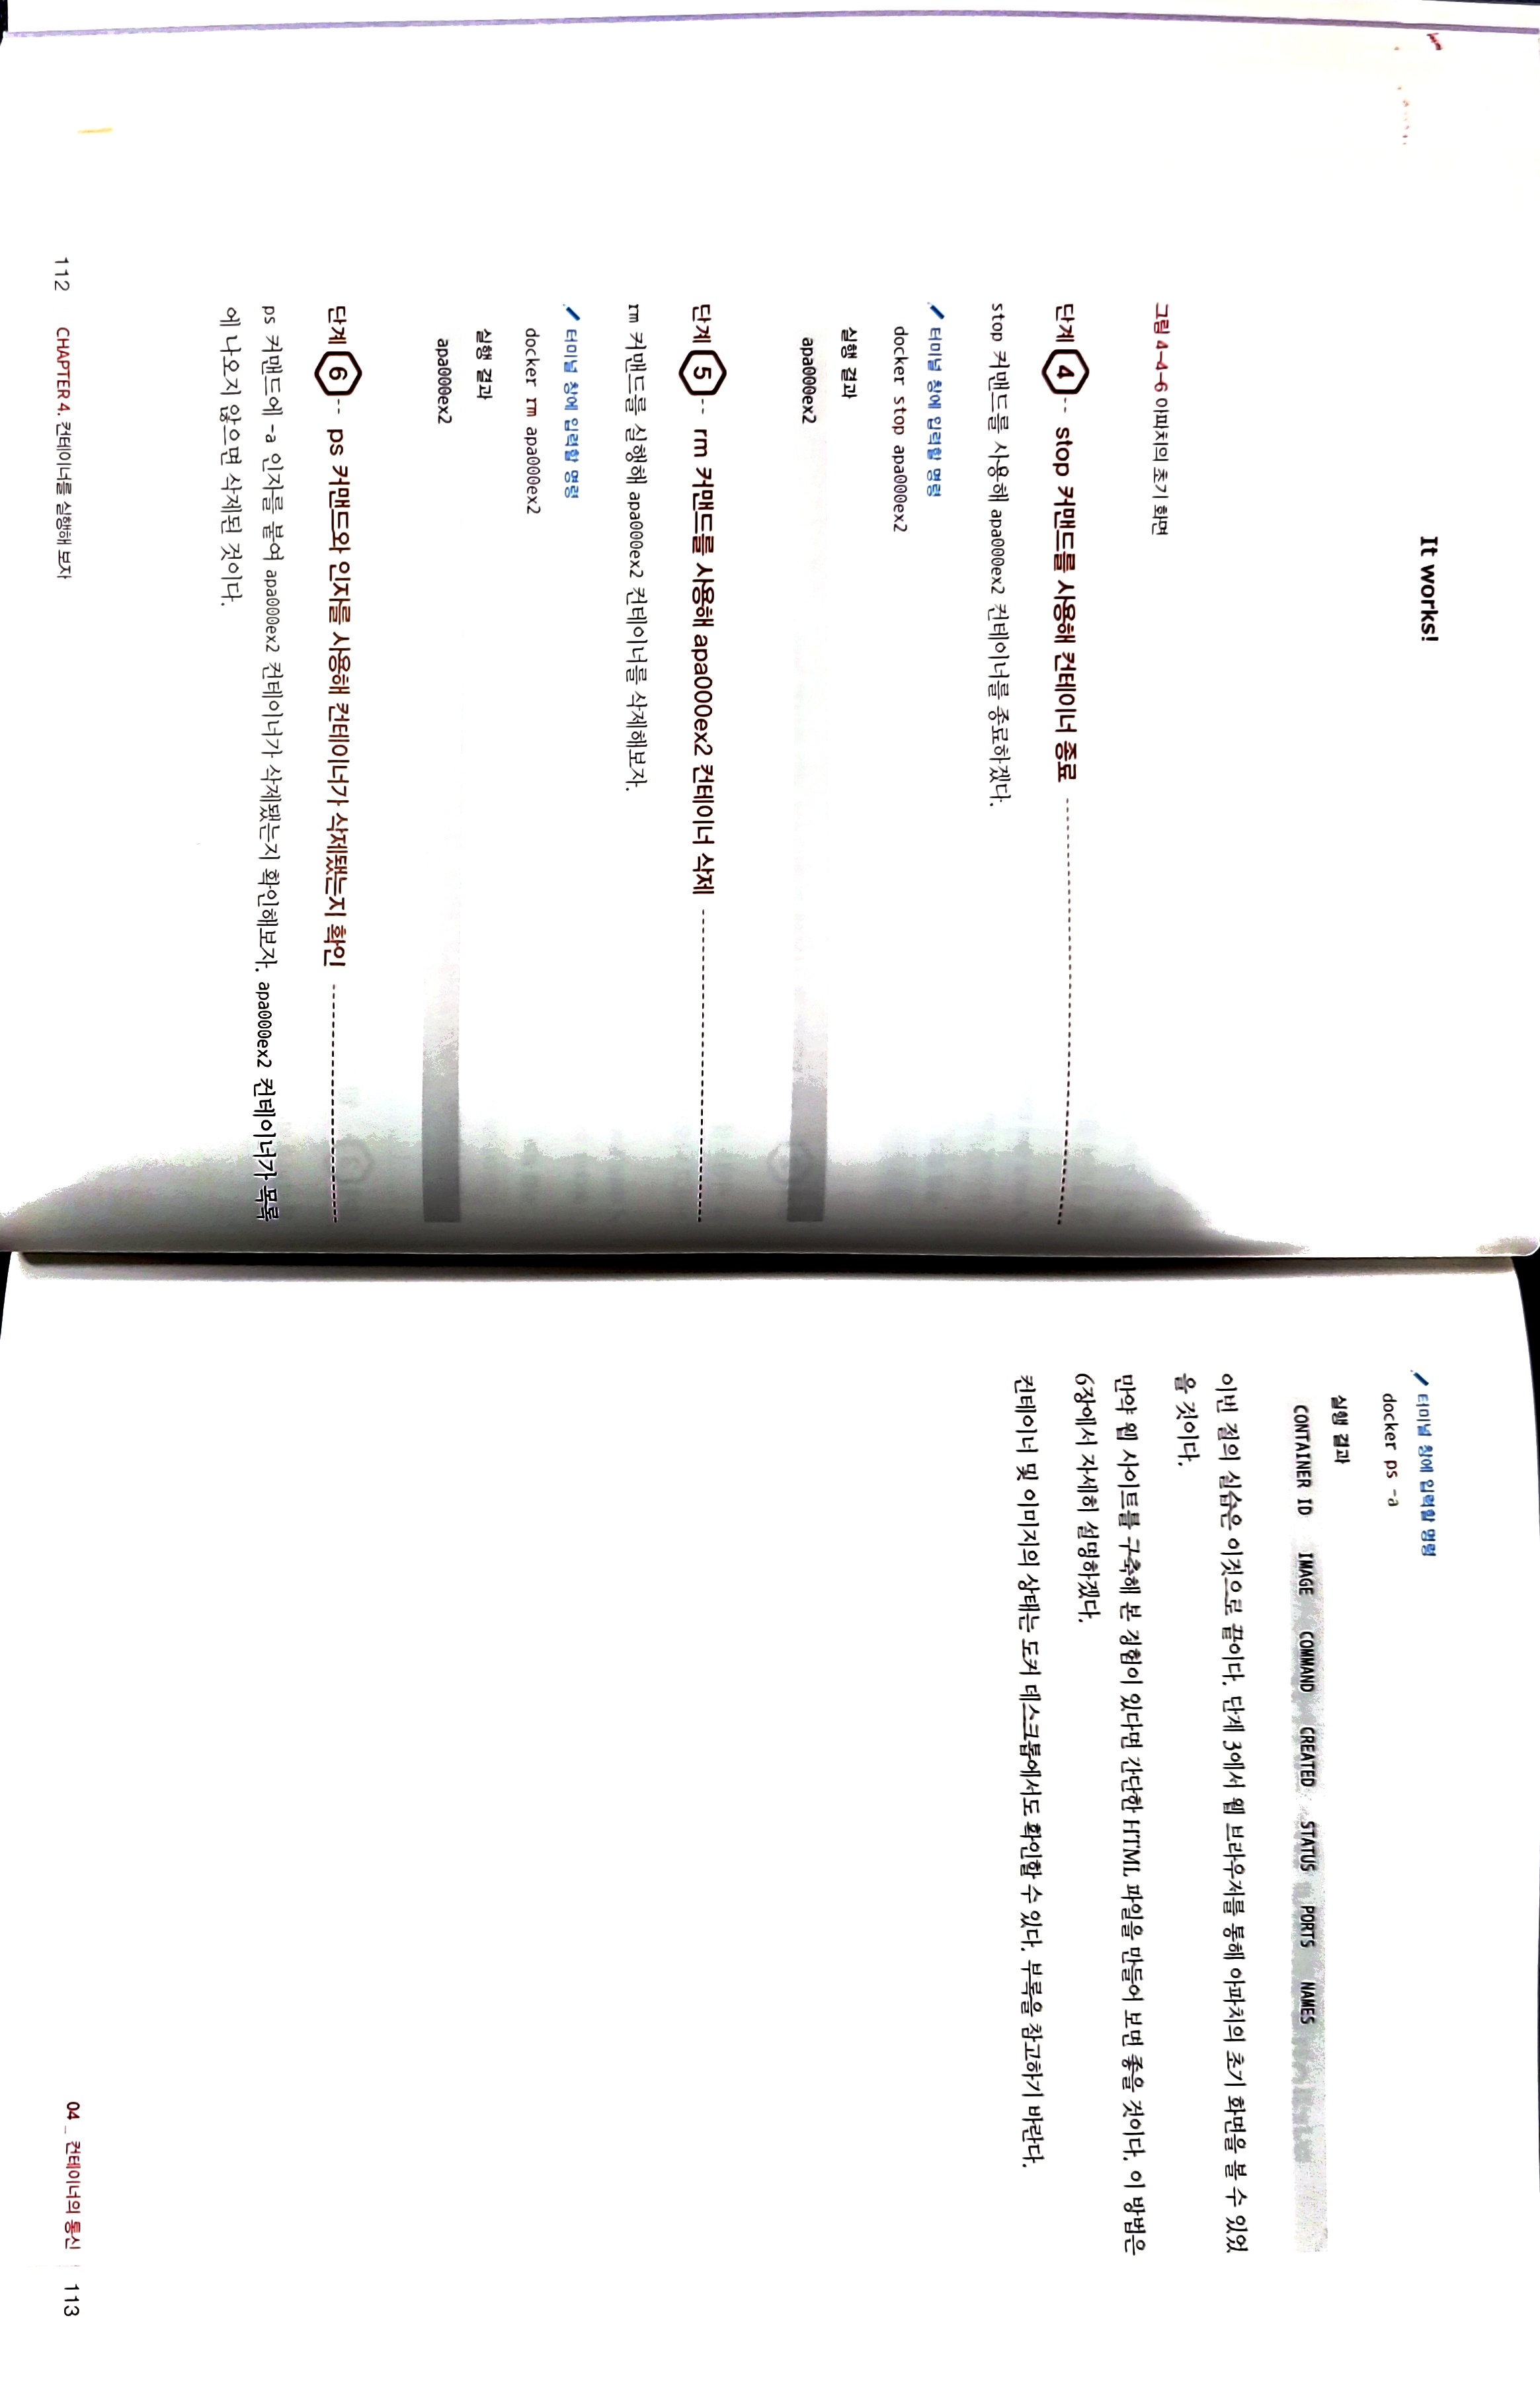 It works!
그림 4-4-6 아파치의 초기 화면
단계 4 -- stop 커맨드를 사용해 컨테이너 종료
stop 커맨드를 사용해 apa000ex2 컨테이너를 종료하겠다.
터미널 창에 입력할 명령
docker stop apa000ex2
실행 결과
apa000ex2
단계 5 -- rm 커맨드를 사용해 apa000ex2 컨테이너 삭제
rm 커맨드를 실행해 apa000ex2 컨테이너를 삭제해보자.
터미널 창에 입력할 명령
docker rm apa000ex2
실행 결과
apa000ex2
단계 6 -- ps 커맨드와 인자를 사용해 컨테이너가 삭제됐는지 확인
ps 커맨드에 -a 인자를 붙여 apa000ex2 컨테이너가 삭제됐는지 확인해보자. apa000ex2 컨테이너가 목록
에 나오지 않으면 삭제된 것이다.
112 CHAPTER 4. 컨테이너를 실행해 보자
터미널 창에 입력할 명령
docker ps -a
실행 결과
CONTAINER ID IMAGE COMMAND CREATED STATUS PORTS NAMES
이번 절의 실습은 이것으로 끝이다. 단계 3에서 웹 브라우저를 통해 아파치의 초기 화면을 볼 수 있었
을 것이다.
만약 웹 사이트를 구축해 본 경험이 있다면 간단한 HTML 파일을 만들어 보면 좋을 것이다. 이 방법은
6장에서 자세히 설명하겠다.
컨테이너 및 이미지의 상태는 도커 데스크톱에서도 확인할 수 있다. 부록을 참고하기 바란다.
04 _ 컨테이너의 통신 113